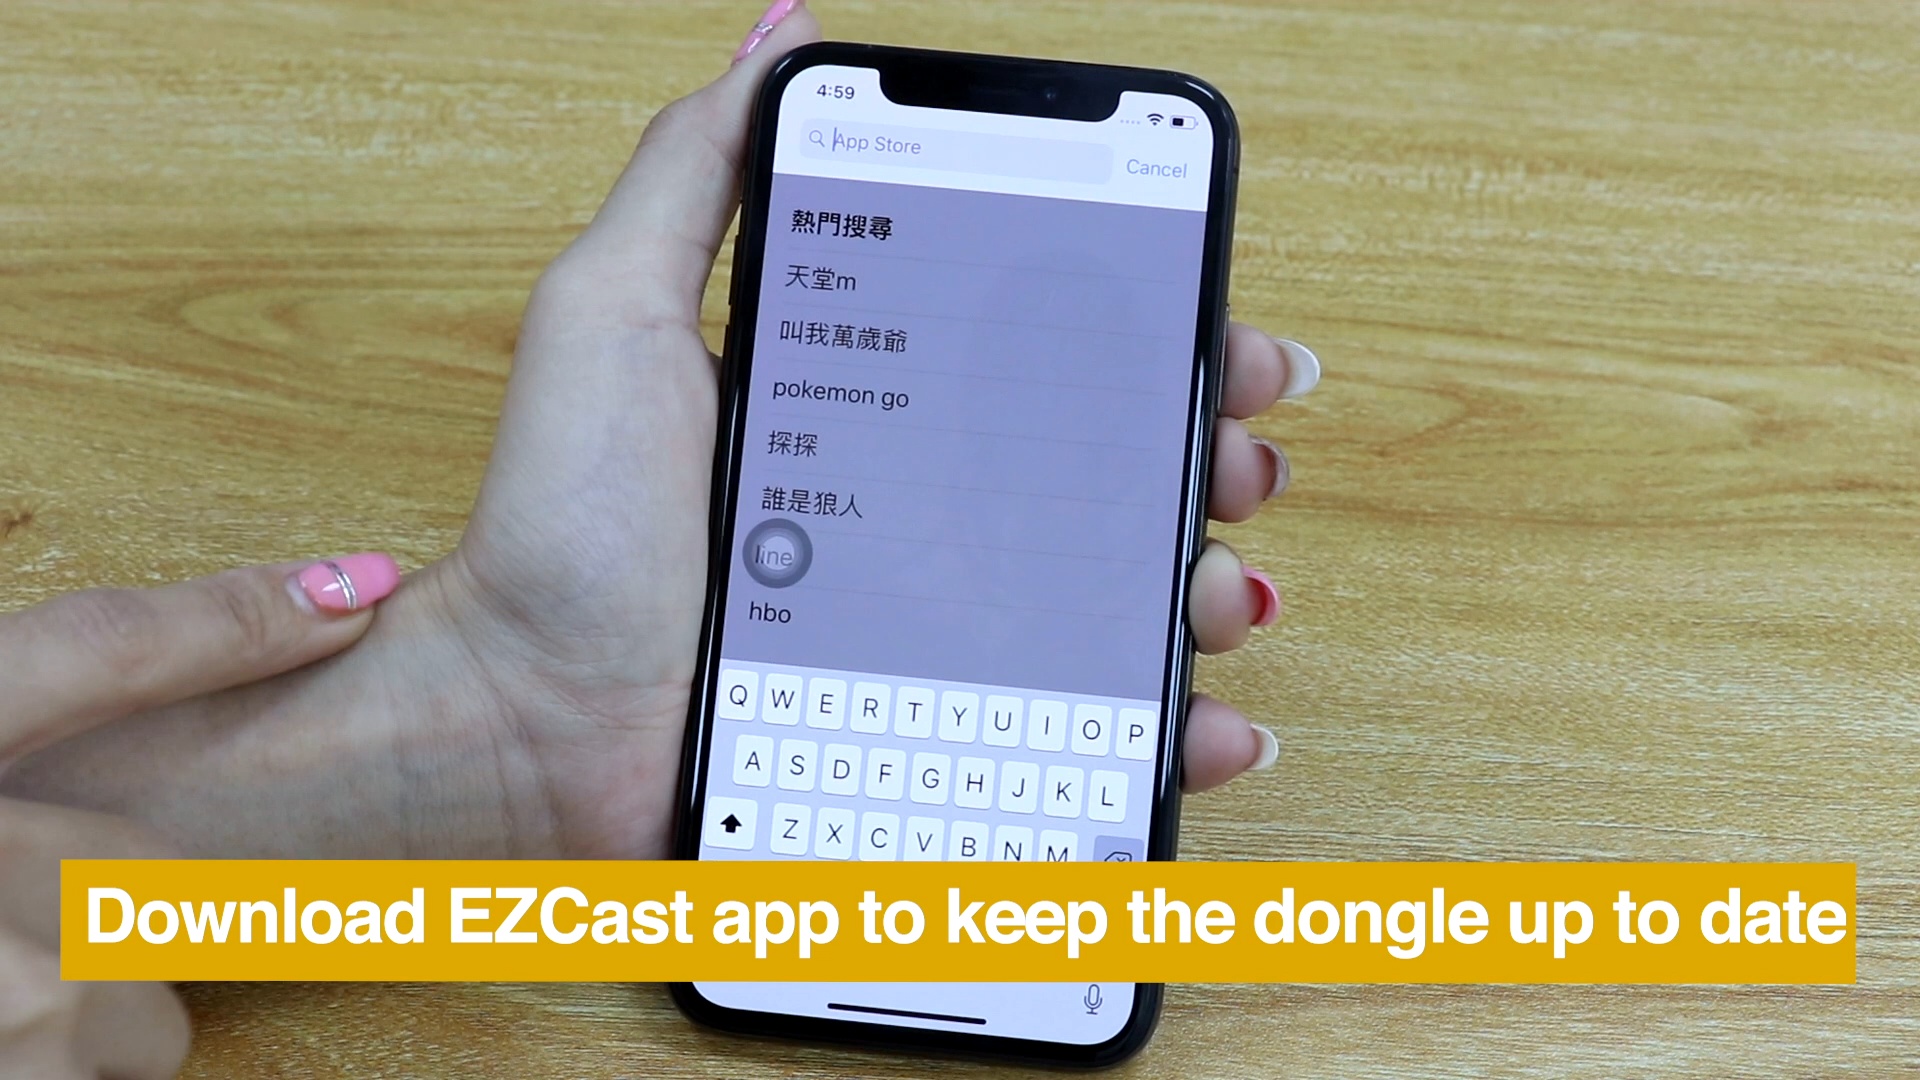 4:59
App Store
Cancel
熱門搜尋
天堂m
叫我萬歲爺
pokemon go
探探
誰是狼人
line
hbo
Q W E R T Y U I O P
A S D F G H J K L
Z X C V B N M
Download EZCast app to keep the dongle up to date